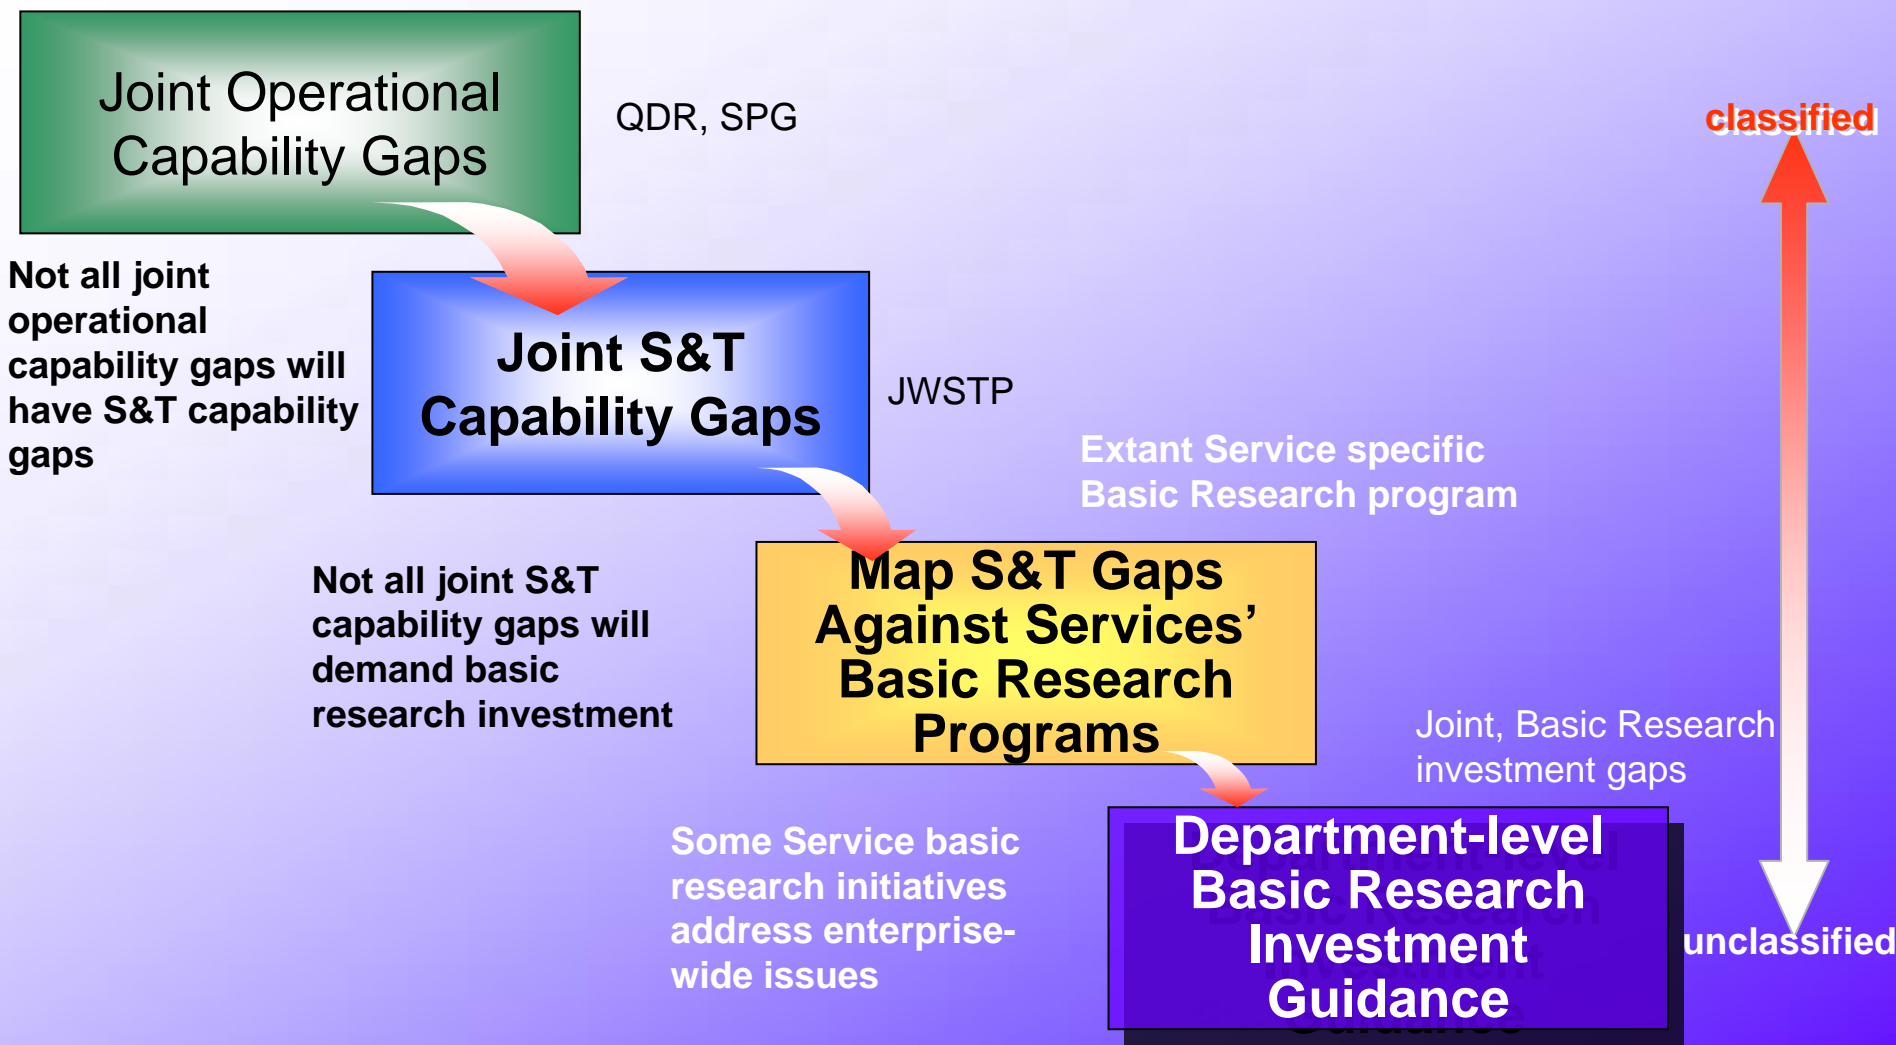 Joint Operational
Capability Gaps
QDR, SPG
classified
Not all joint
operational
capability gaps will
have S&T capability
gaps
Joint S&T
Capability Gaps
JWSTP
Extant Service specific
Basic Research program
Not all joint S&T
capability gaps will
demand basic
research investment
Map S&T Gaps
Against Services’
Basic Research
Programs
Joint, Basic Research
investment gaps
Some Service basic
research initiatives
address enterprise-
wide issues
Department-level
Basic Research
Investment
Guidance
unclassified